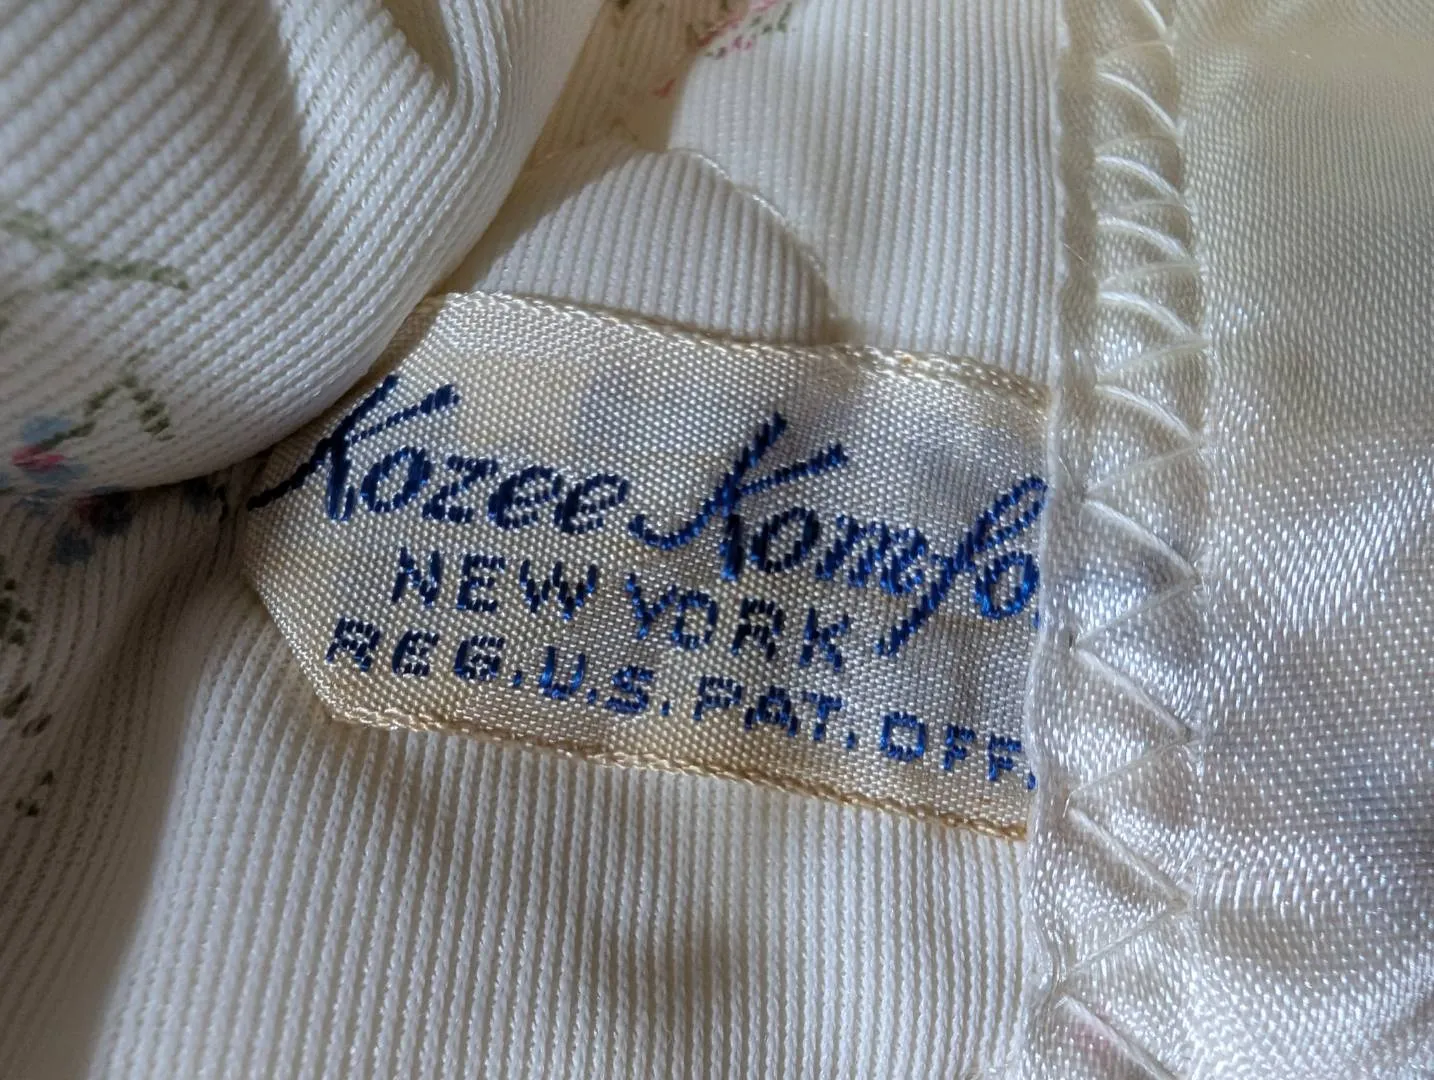 Kozee Komfo
NEW YORK
REG. U.S. PAT. OFF.